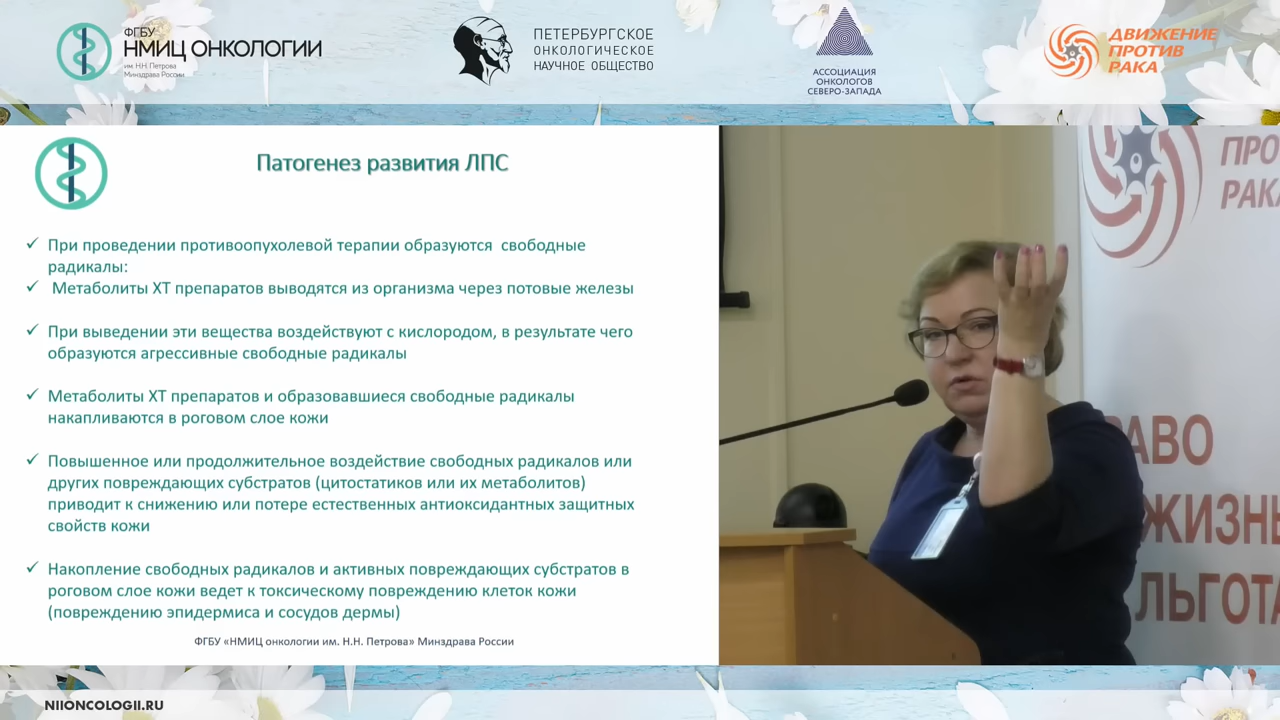 ФГБУ
НМИЦ ОНКОЛОГИИ
им. Н.Н. Петрова
Минздрава России
ПЕТЕРБУРГСКОЕ
ОНКОЛОГИЧЕСКОЕ
НАУЧНОЕ ОБЩЕСТВО
АССОЦИАЦИЯ
ОНКОЛОГОВ
СЕВЕРО-ЗАПАДА
ДВИЖЕНИЕ
ПРОТИВ
РАКА
Патогенез развития ЛПС
При проведении противоопухолевой терапии образуются свободные
радикалы:
Метаболиты ХТ препаратов выводятся из организма через потовые железы
При выведении эти вещества воздействуют с кислородом, в результате чего
образуются агрессивные свободные радикалы
Метаболиты ХТ препаратов и образовавшиеся свободные радикалы
накапливаются в роговом слое кожи
Повышенное или продолжительное воздействие свободных радикалов или
других повреждающих субстратов (цитостатиков или их метаболитов)
приводит к снижению или потере естественных антиоксидантных защитных
свойств кожи
Накопление свободных радикалов и активных повреждающих субстратов в
роговом слое кожи ведет к токсическому повреждению клеток кожи
(повреждению эпидермиса и сосудов дермы)
ФГБУ «НМИЦ онкологии им. Н.Н. Петрова» Минздрава России
ПРО
РАКА
РАВО
ЖИЗНЬ
ЛЬГОТА
NIIONCOLOGII.RU